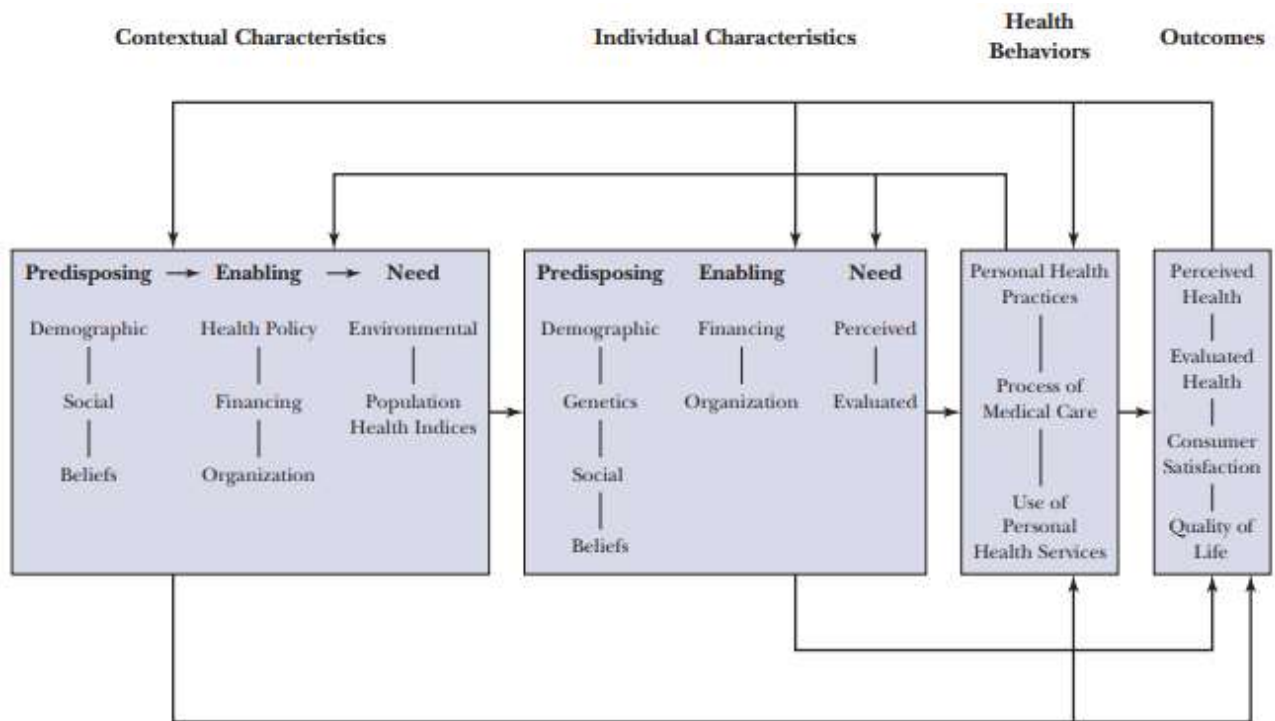 Contextual Characteristics
Individual Characteristics
Health
Behaviors
Outcomes
Predisposing
Enabling
Need
Demographic
Social
Beliefs
Health Policy
Financing
Organization
Environmental
Population
Health Indices
Predisposing
Enabling
Need
Demographic
Genetics
Social
Beliefs
Financing
Organization
Perceived
Evaluated
Personal Health
Practices
Process of
Medical Care
Use of
Personal
Health Services
Perceived
Health
Evaluated
Health
Consumer
Satisfaction
Quality of
Life